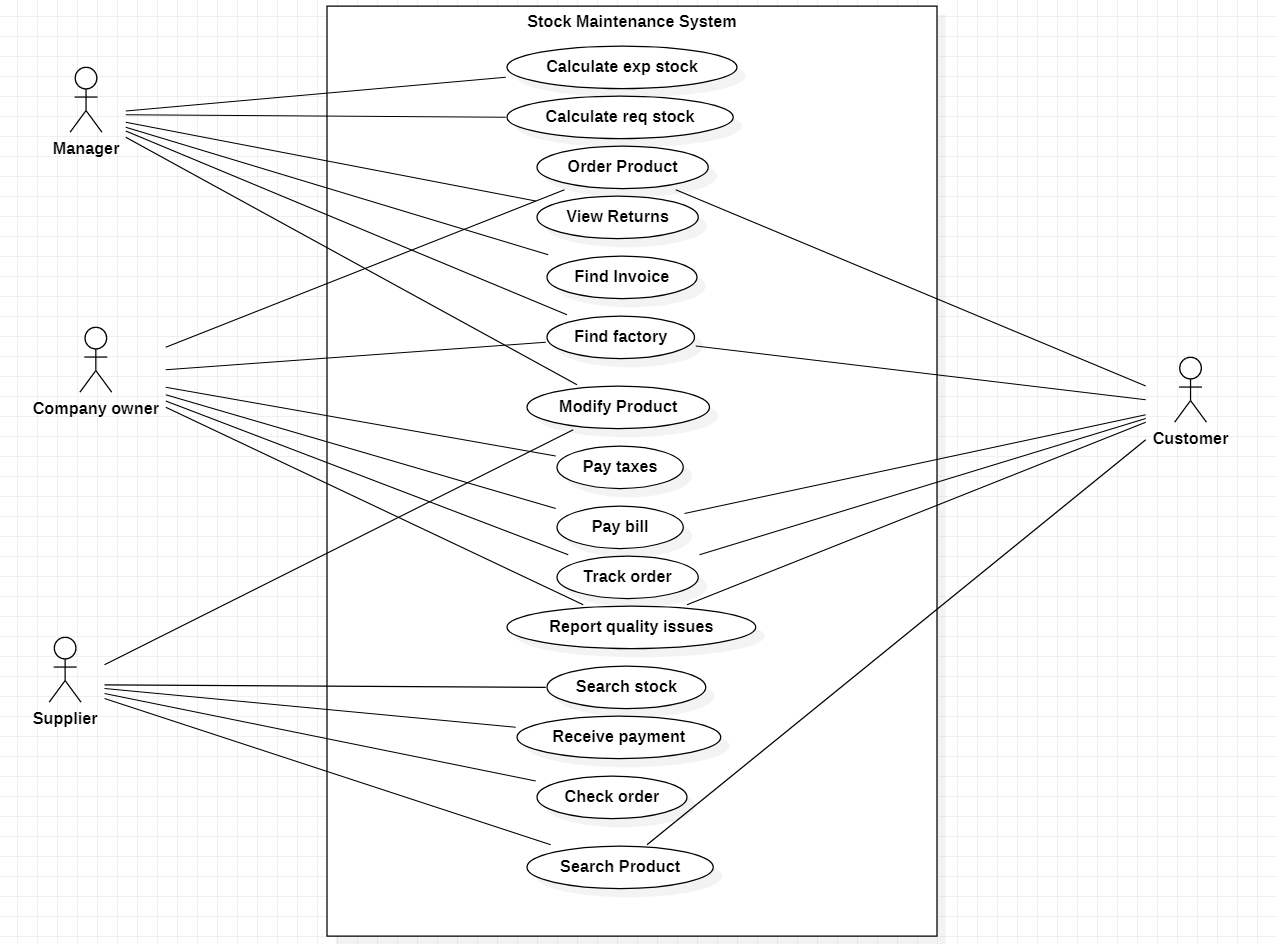 Stock Maintenance System
Calculate exp stock
Calculate req stock
Manager
Order Product
View Returns
Find Invoice
Find factory
Company owner
Modify Product
Customer
Pay taxes
Pay bill
Track order
Report quality issues
Search stock
Supplier
Receive payment
Check order
Search Product